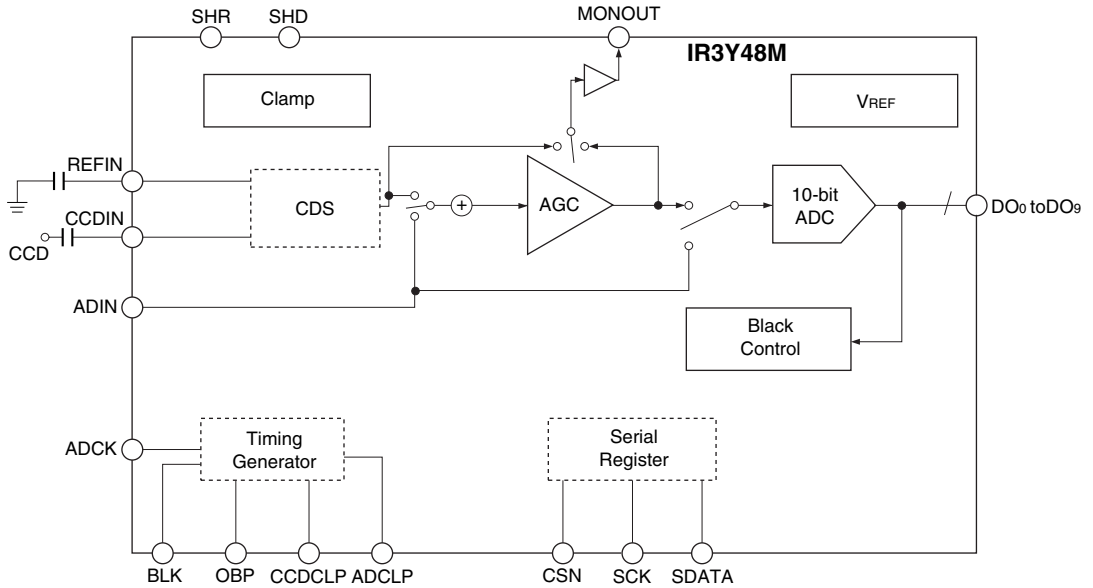 SHR
SHD
MONOUT
IR3Y48M
Clamp
VREF
REFIN
CDS
AGC
10-bit
ADC
DO0 toDO9
CCDIN
CCD
ADIN
Black
Control
ADCK
Timing
Generator
Serial
Register
BLK
OBP
CCDCLP
ADCLP
CSN
SCK
SDATA